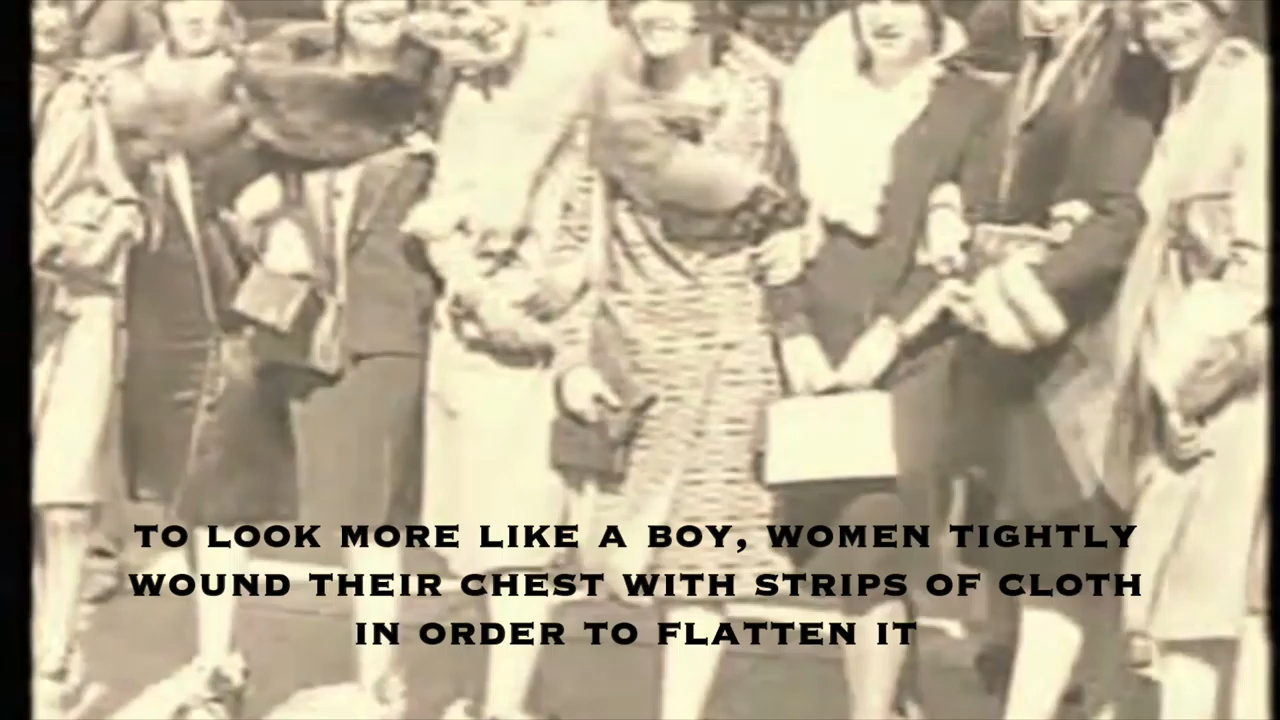 TO LOOK MORE LIKE A BOY, WOMEN TIGHTLY
WOUND THEIR CHEST WITH STRIPS OF CLOTH
IN ORDER TO FLATTEN IT